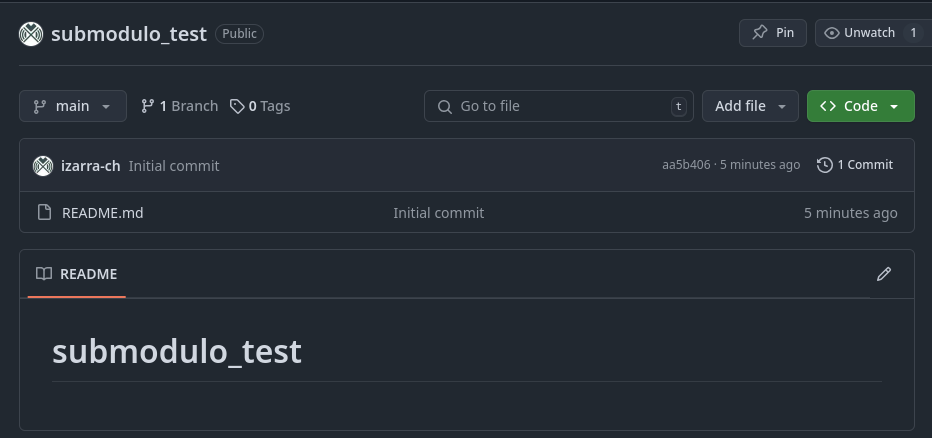 submodulo_test Public Pin Unwatch 1
main 1 Branch 0 Tags Go to file t Add file Code
izarra-ch Initial commit aa5b406 · 5 minutes ago 1 Commit
README.md Initial commit 5 minutes ago
README
submodulo_test